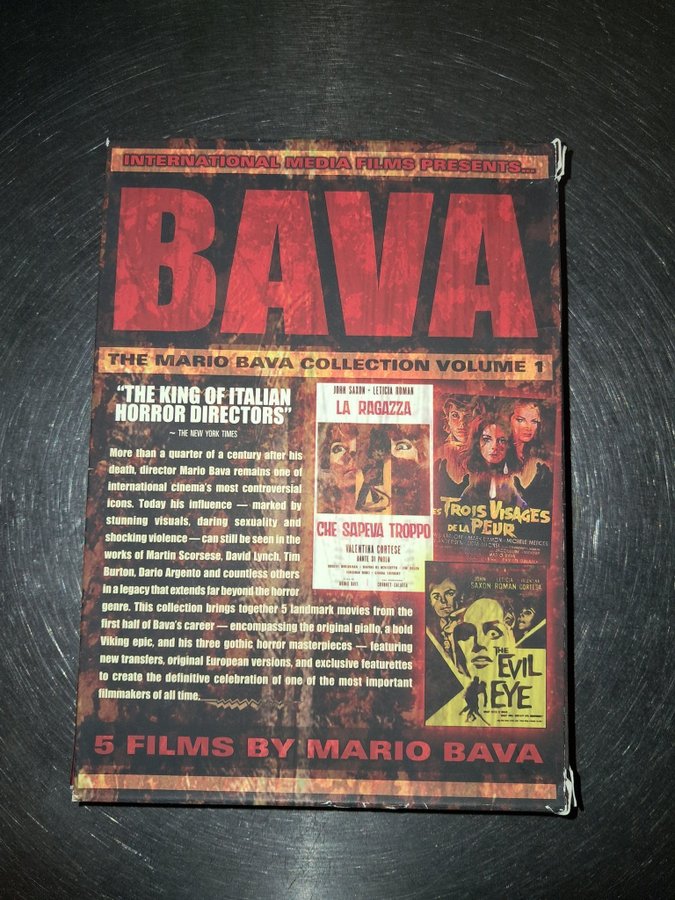 INTERNATIONAL MEDIA FILMS PRESENTS...
BAVA
THE MARIO BAVA COLLECTION VOLUME 1
“THE KING OF ITALIAN
HORROR DIRECTORS”
~ THE NEW YORK TIMES
More than a quarter of a century after his
death, director Mario Bava remains one of
international cinema's most controversial
icons. Today his influence — marked by
stunning visuals, daring sexuality and
shocking violence — can still be seen in the
works of Martin Scorsese, David Lynch, Tim
Burton, Dario Argento and countless others
in a legacy that extends far beyond the horror
genre. This collection brings together 5 landmark movies from the
first half of Bava's career — encompassing the original giallo, a bold
Viking epic, and his three gothic horror masterpieces — featuring
new transfers, original European versions, and exclusive featurettes
to create the definitive celebration of one of the most important
filmmakers of all time.
JOHN SAXON - LETICIA ROMAN
LA RAGAZZA
CHE SAPEVA TROPPO
VALENTINA CORTESE
DANTE DI PAOLO
TROIS VISAGES
DE LA PEUR
MICHELE MERCIER
JOHN LETICIA VALENTINA
SAXON ROMAN CORTESA
THE
EVIL
EYE
5 FILMS BY MARIO BAVA